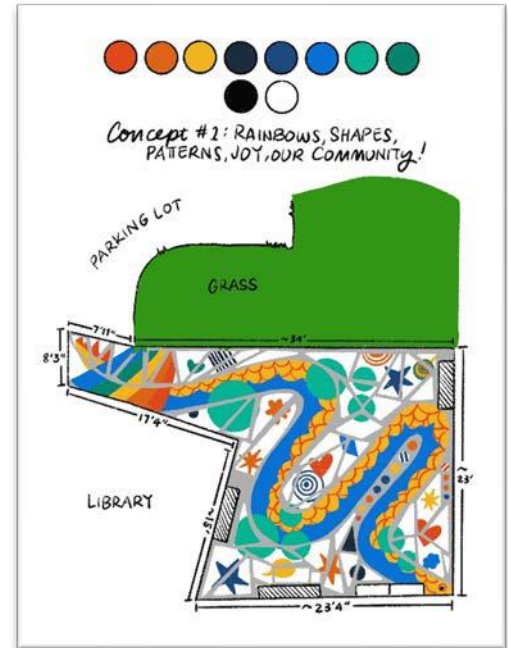 Concept #2: RAINBOWS, SHAPES,
PATTERNS, JOY, OUR COMMUNITY!
PARKING LOT
GRASS
7'11"
~34'
8'3"
17'4"
~23'
LIBRARY
~15'
~23'4"